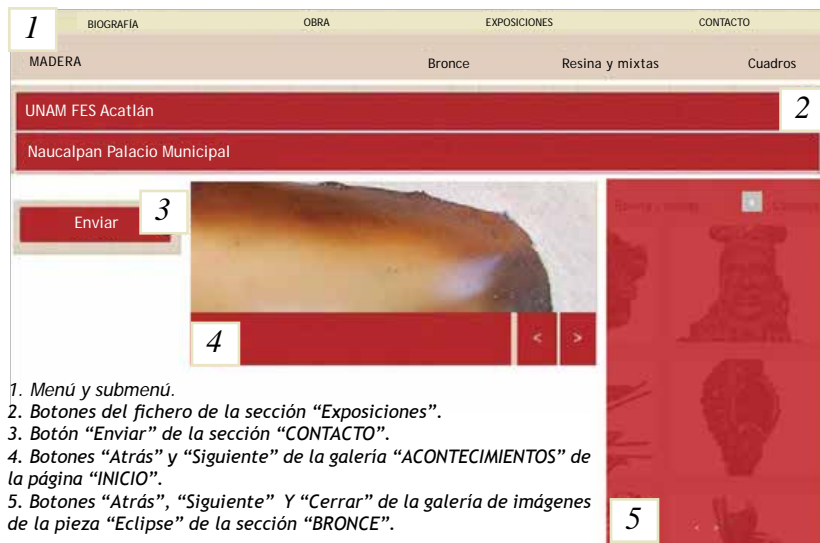 1
BIOGRAFÍA OBRA EXPOSICIONES CONTACTO
MADERA Bronce Resina y mixtas Cuadros
UNAM FES Acatlán
2
Naucalpan Palacio Municipal
Enviar
3
4
< >
1. Menú y submenú.
2. Botones del fichero de la sección “Exposiciones”.
3. Botón “Enviar” de la sección “CONTACTO”.
4. Botones “Atrás” y “Siguiente” de la galería “ACONTECIMIENTOS” de
la página “INICIO”.
5. Botones “Atrás”, “Siguiente” Y “Cerrar” de la galería de imágenes
de la pieza “Eclipse” de la sección “BRONCE”.
5
< >